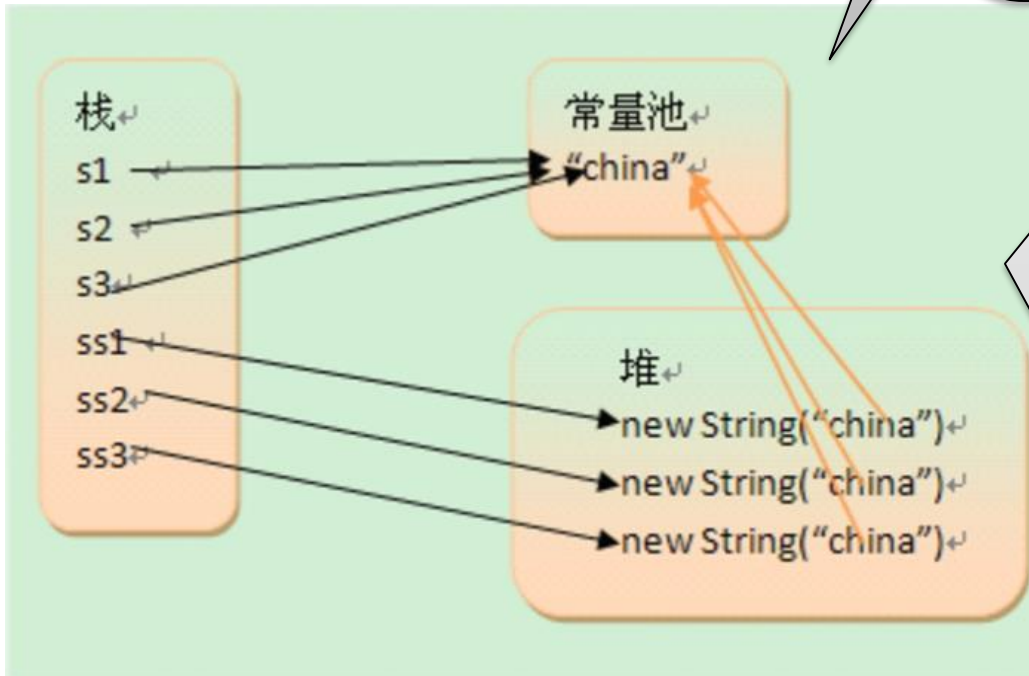 栈
s1
s2
s3
ss1
ss2
ss3
常量池
“china”
堆
new String(“china”)
new String(“china”)
new String(“china”)